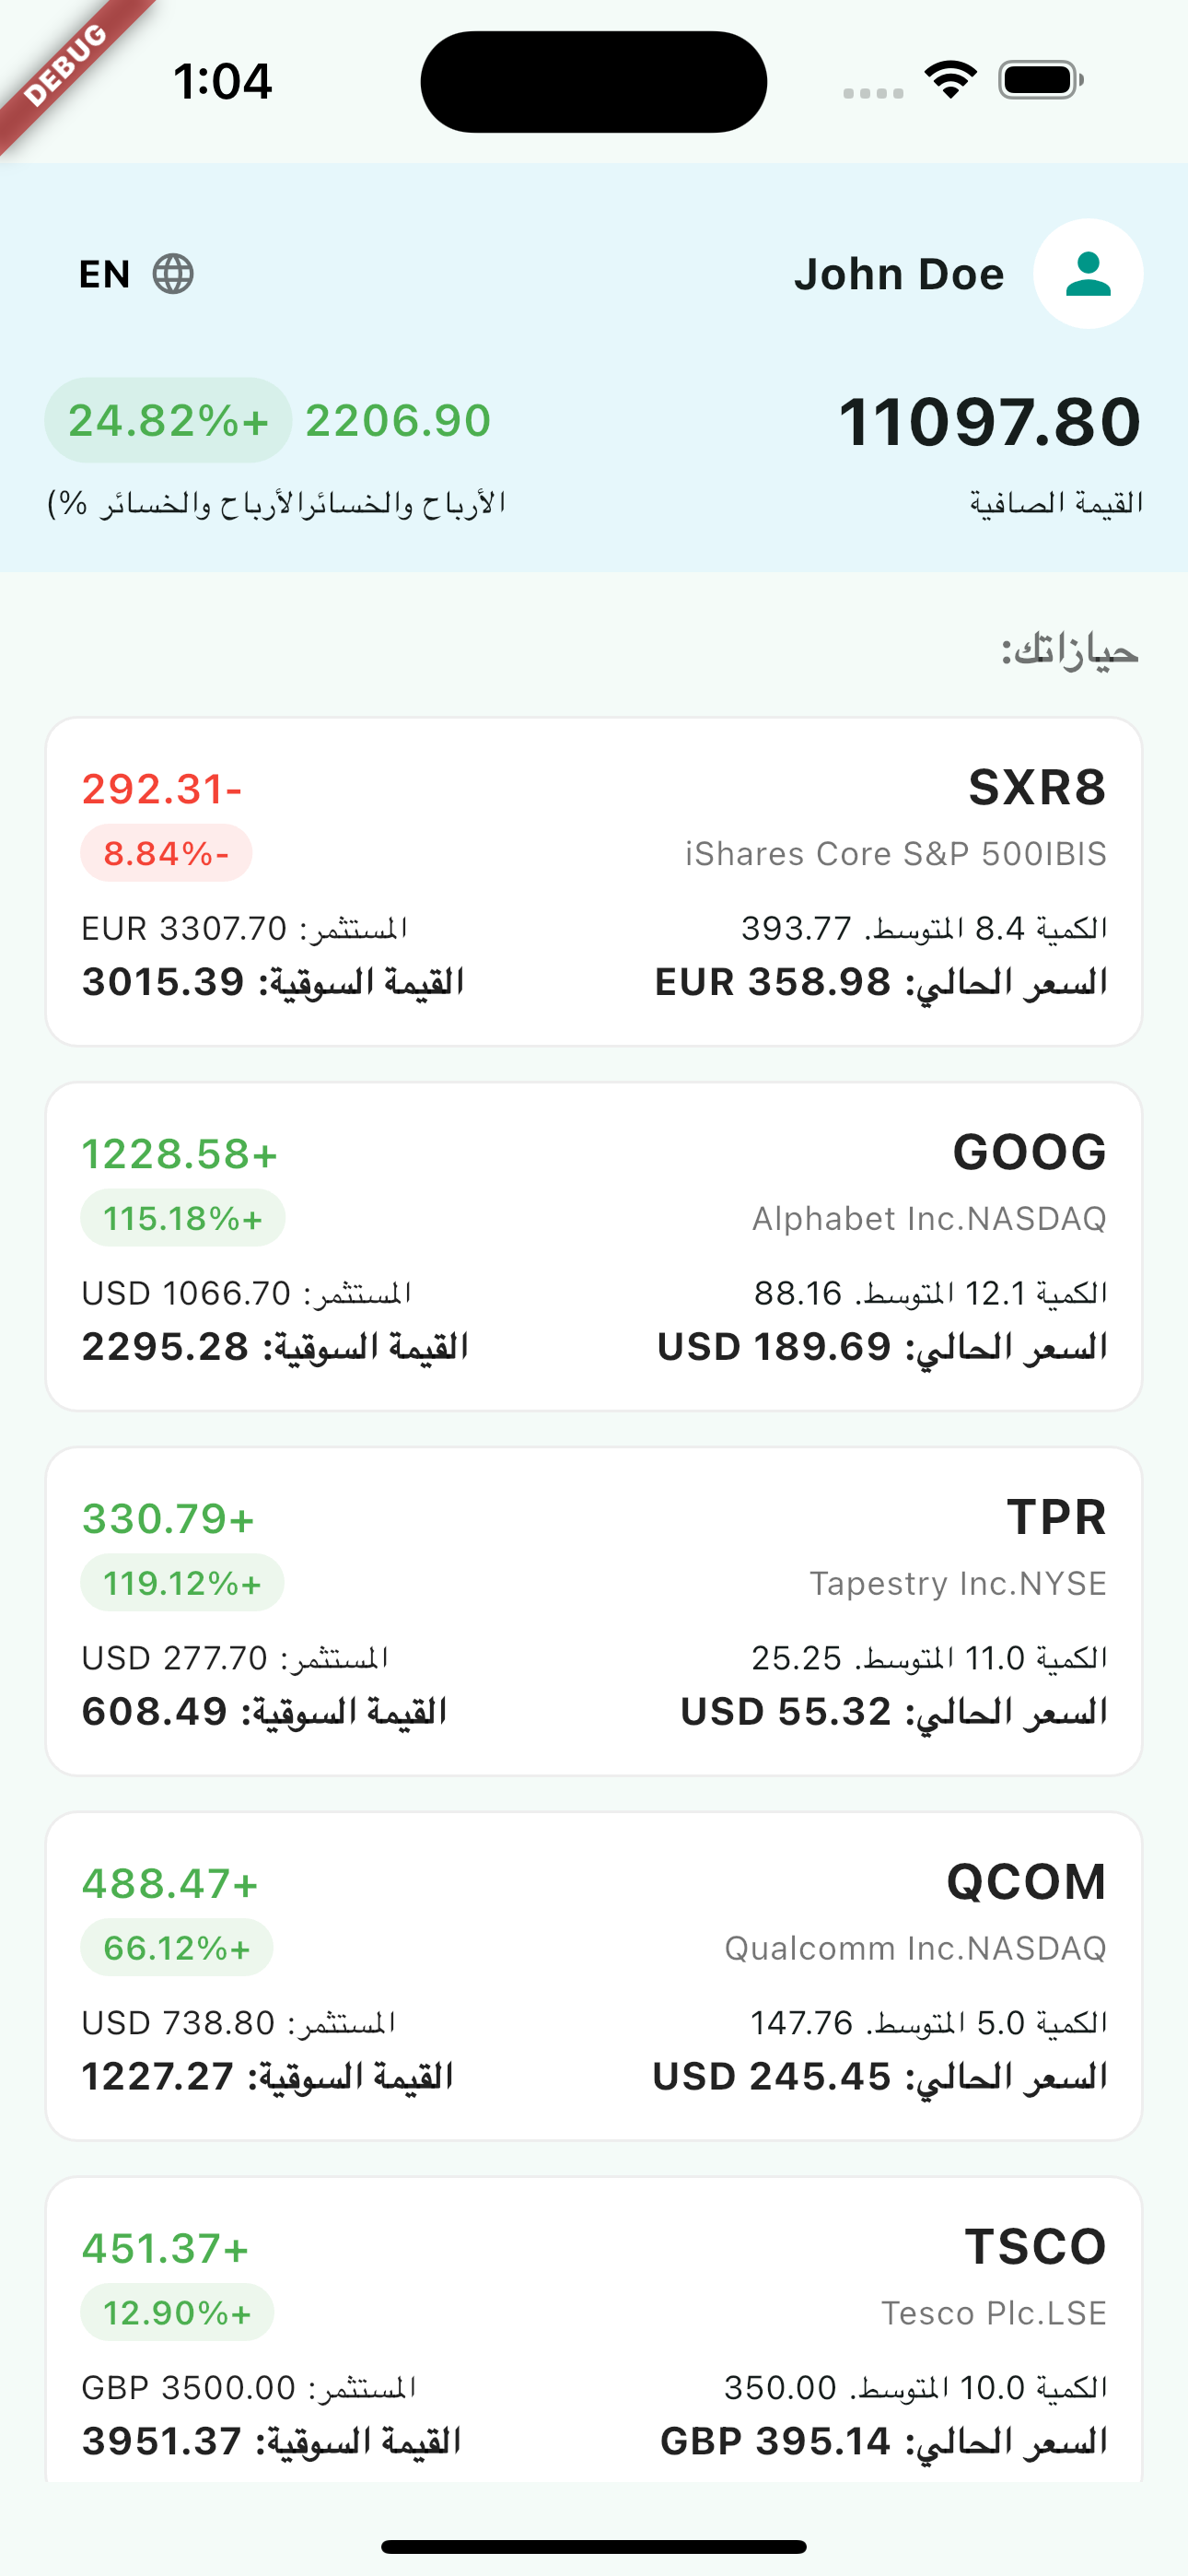 DEBUG
1:04
John Doe
EN
11097.80
2206.90 +24.82%
القيمة الصافية
الأرباح والخسائرالأرباح والخسائر %)
حيازاتك:
SXR8
292.31-
iShares Core S&P 500IBIS
8.84%-
الكمية 8.4 المتوسط. 393.77
المستثمر: EUR 3307.70
السعر الحالي: EUR 358.98
القيمة السوقية: 3015.39
GOOG
1228.58+
Alphabet Inc.NASDAQ
115.18%+
الكمية 12.1 المتوسط. 88.16
المستثمر: USD 1066.70
السعر الحالي: USD 189.69
القيمة السوقية: 2295.28
TPR
330.79+
Tapestry Inc.NYSE
119.12%+
الكمية 11.0 المتوسط. 25.25
المستثمر: USD 277.70
السعر الحالي: USD 55.32
القيمة السوقية: 608.49
QCOM
488.47+
Qualcomm Inc.NASDAQ
66.12%+
الكمية 5.0 المتوسط. 147.76
المستثمر: USD 738.80
السعر الحالي: USD 245.45
القيمة السوقية: 1227.27
TSCO
451.37+
Tesco Plc.LSE
12.90%+
الكمية 10.0 المتوسط. 350.00
المستثمر: GBP 3500.00
السعر الحالي: GBP 395.14
القيمة السوقية: 3951.37